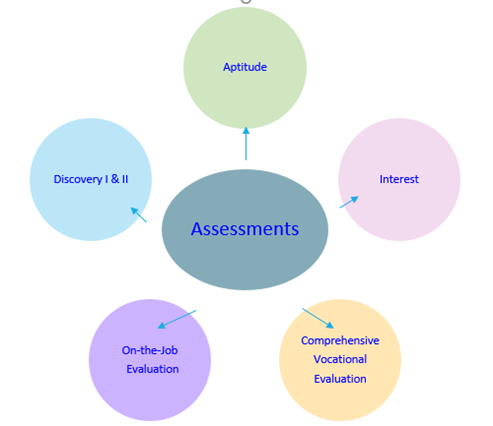 Aptitude
Discovery I & II
Interest
Assessments
On-the-Job
Evaluation
Comprehensive
Vocational
Evaluation